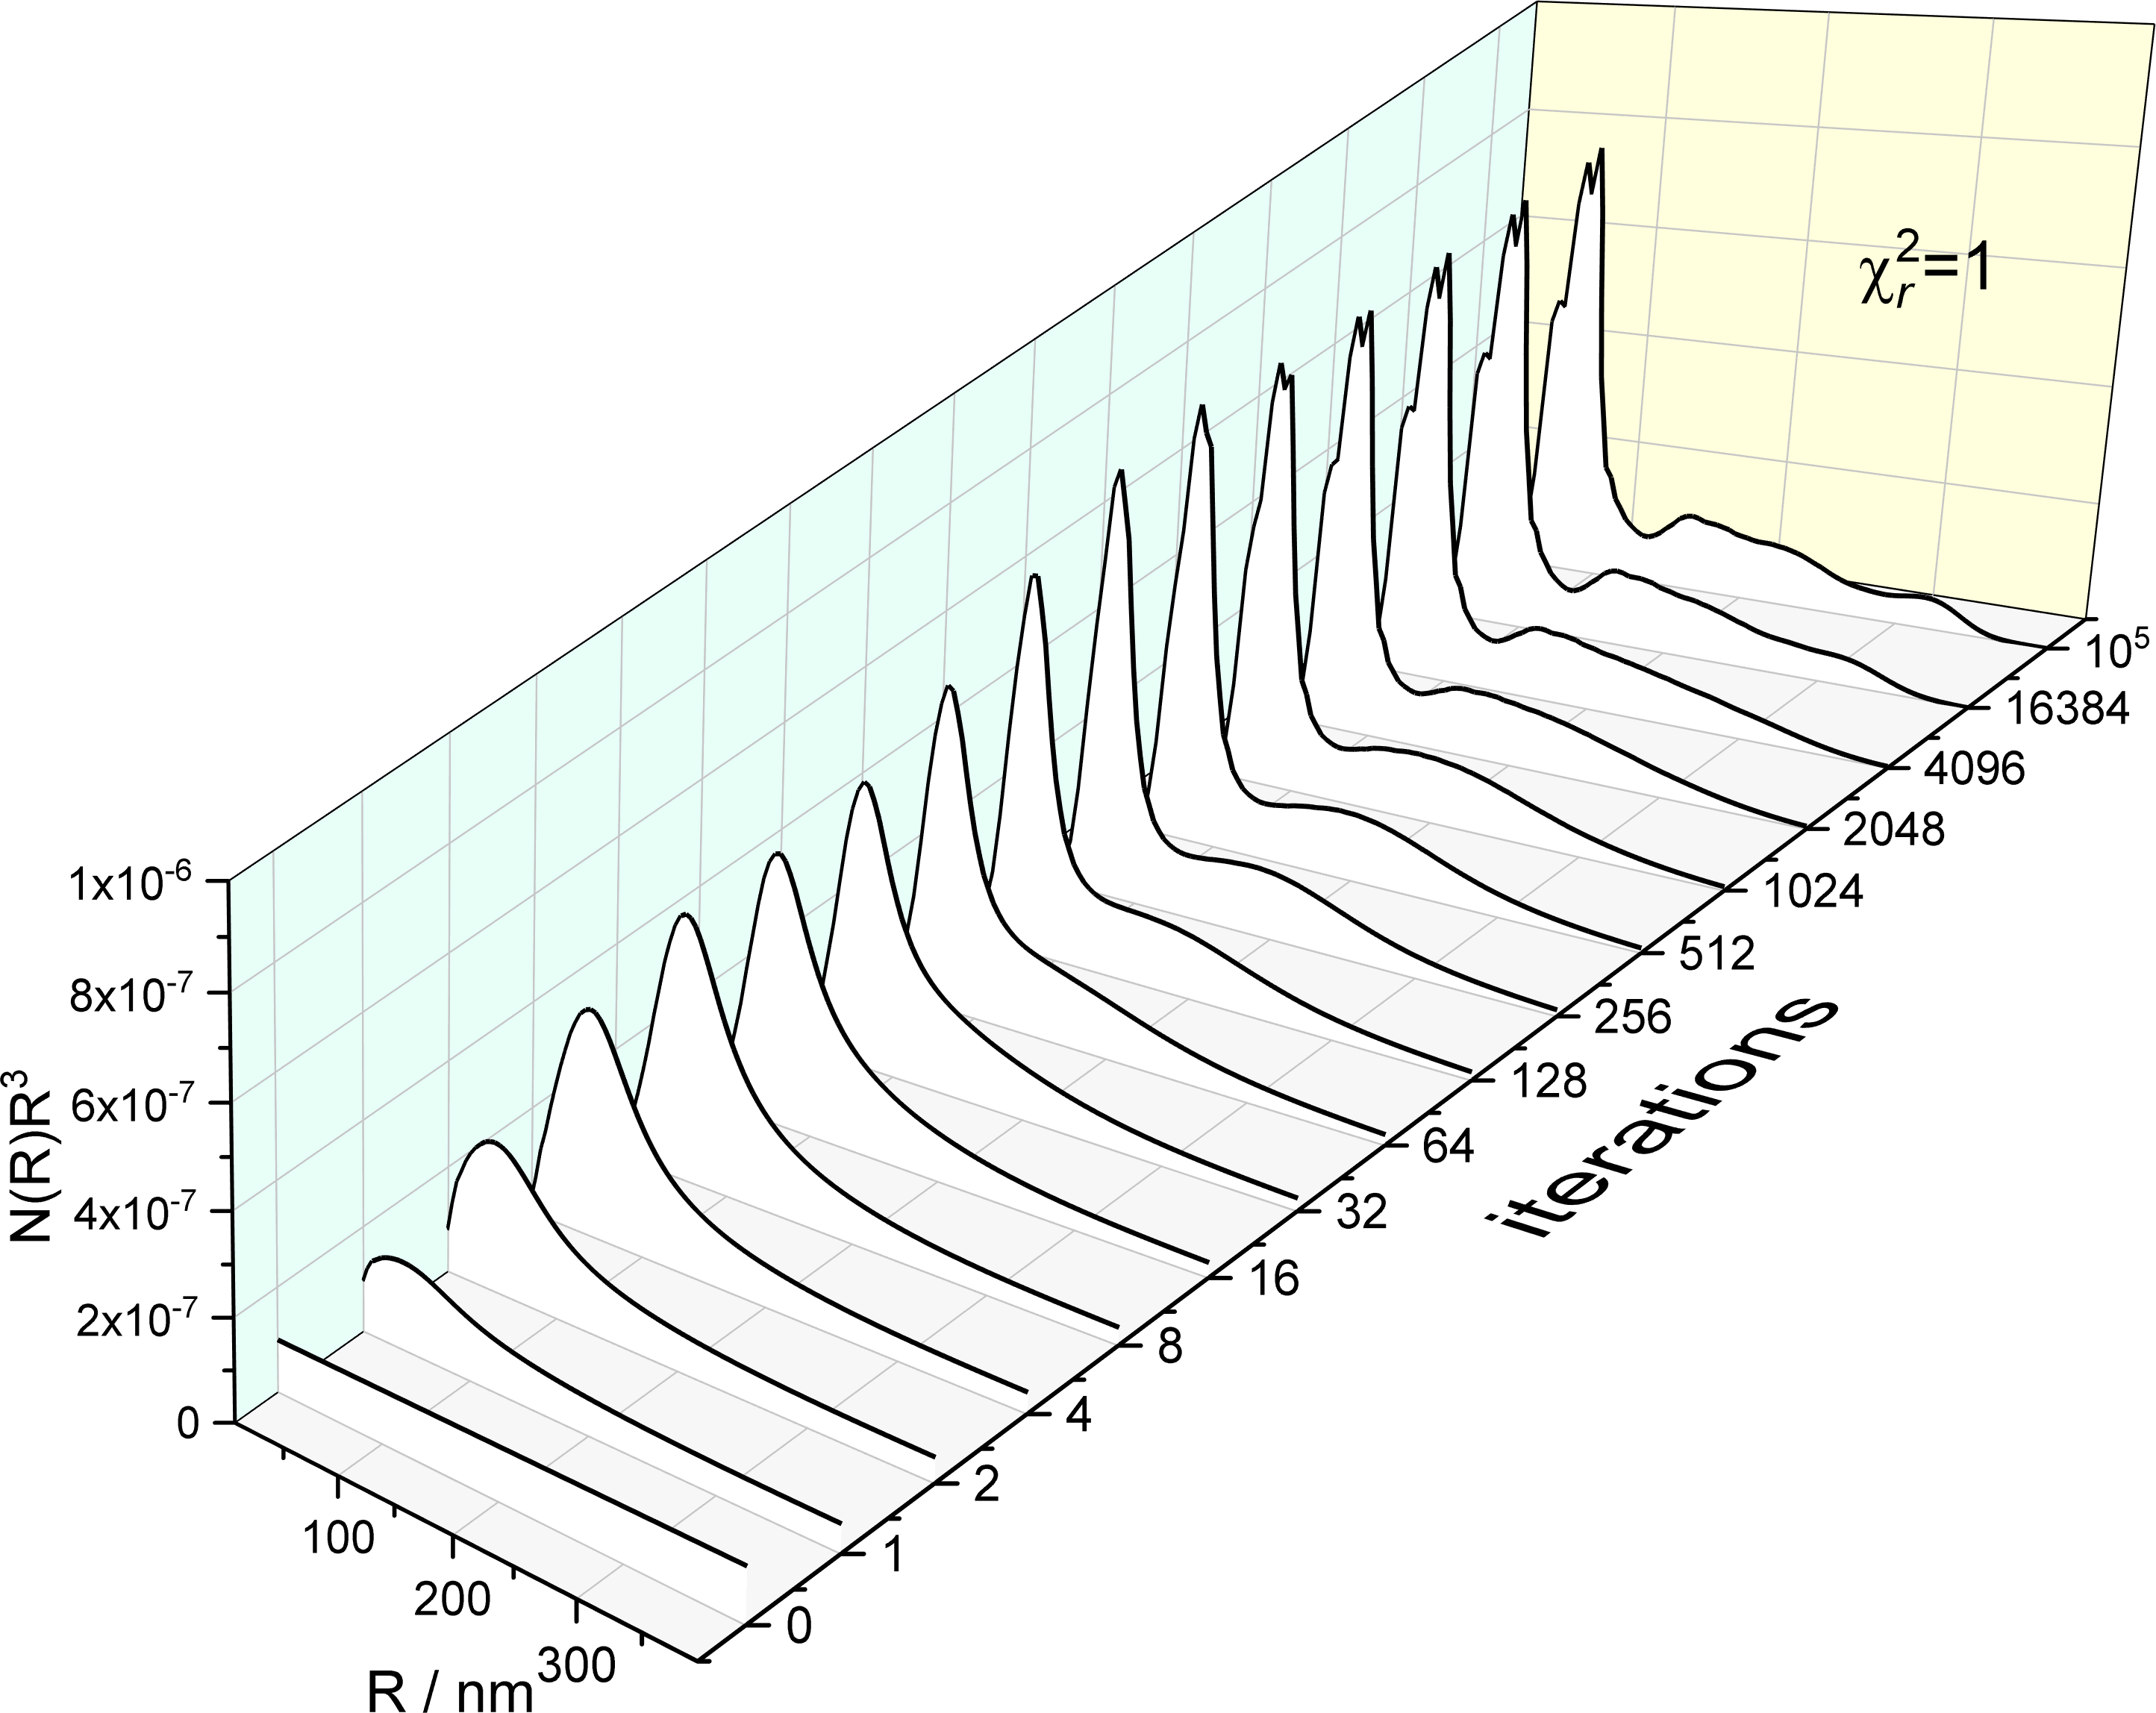 χ²ᵣ=1
1x10⁻⁶
8x10⁻⁷
6x10⁻⁷
4x10⁻⁷
2x10⁻⁷
0
N(R)R³
100
200
300
R / nm
0
1
2
4
8
16
32
64
128
256
512
1024
2048
4096
16384
10⁵
iterations